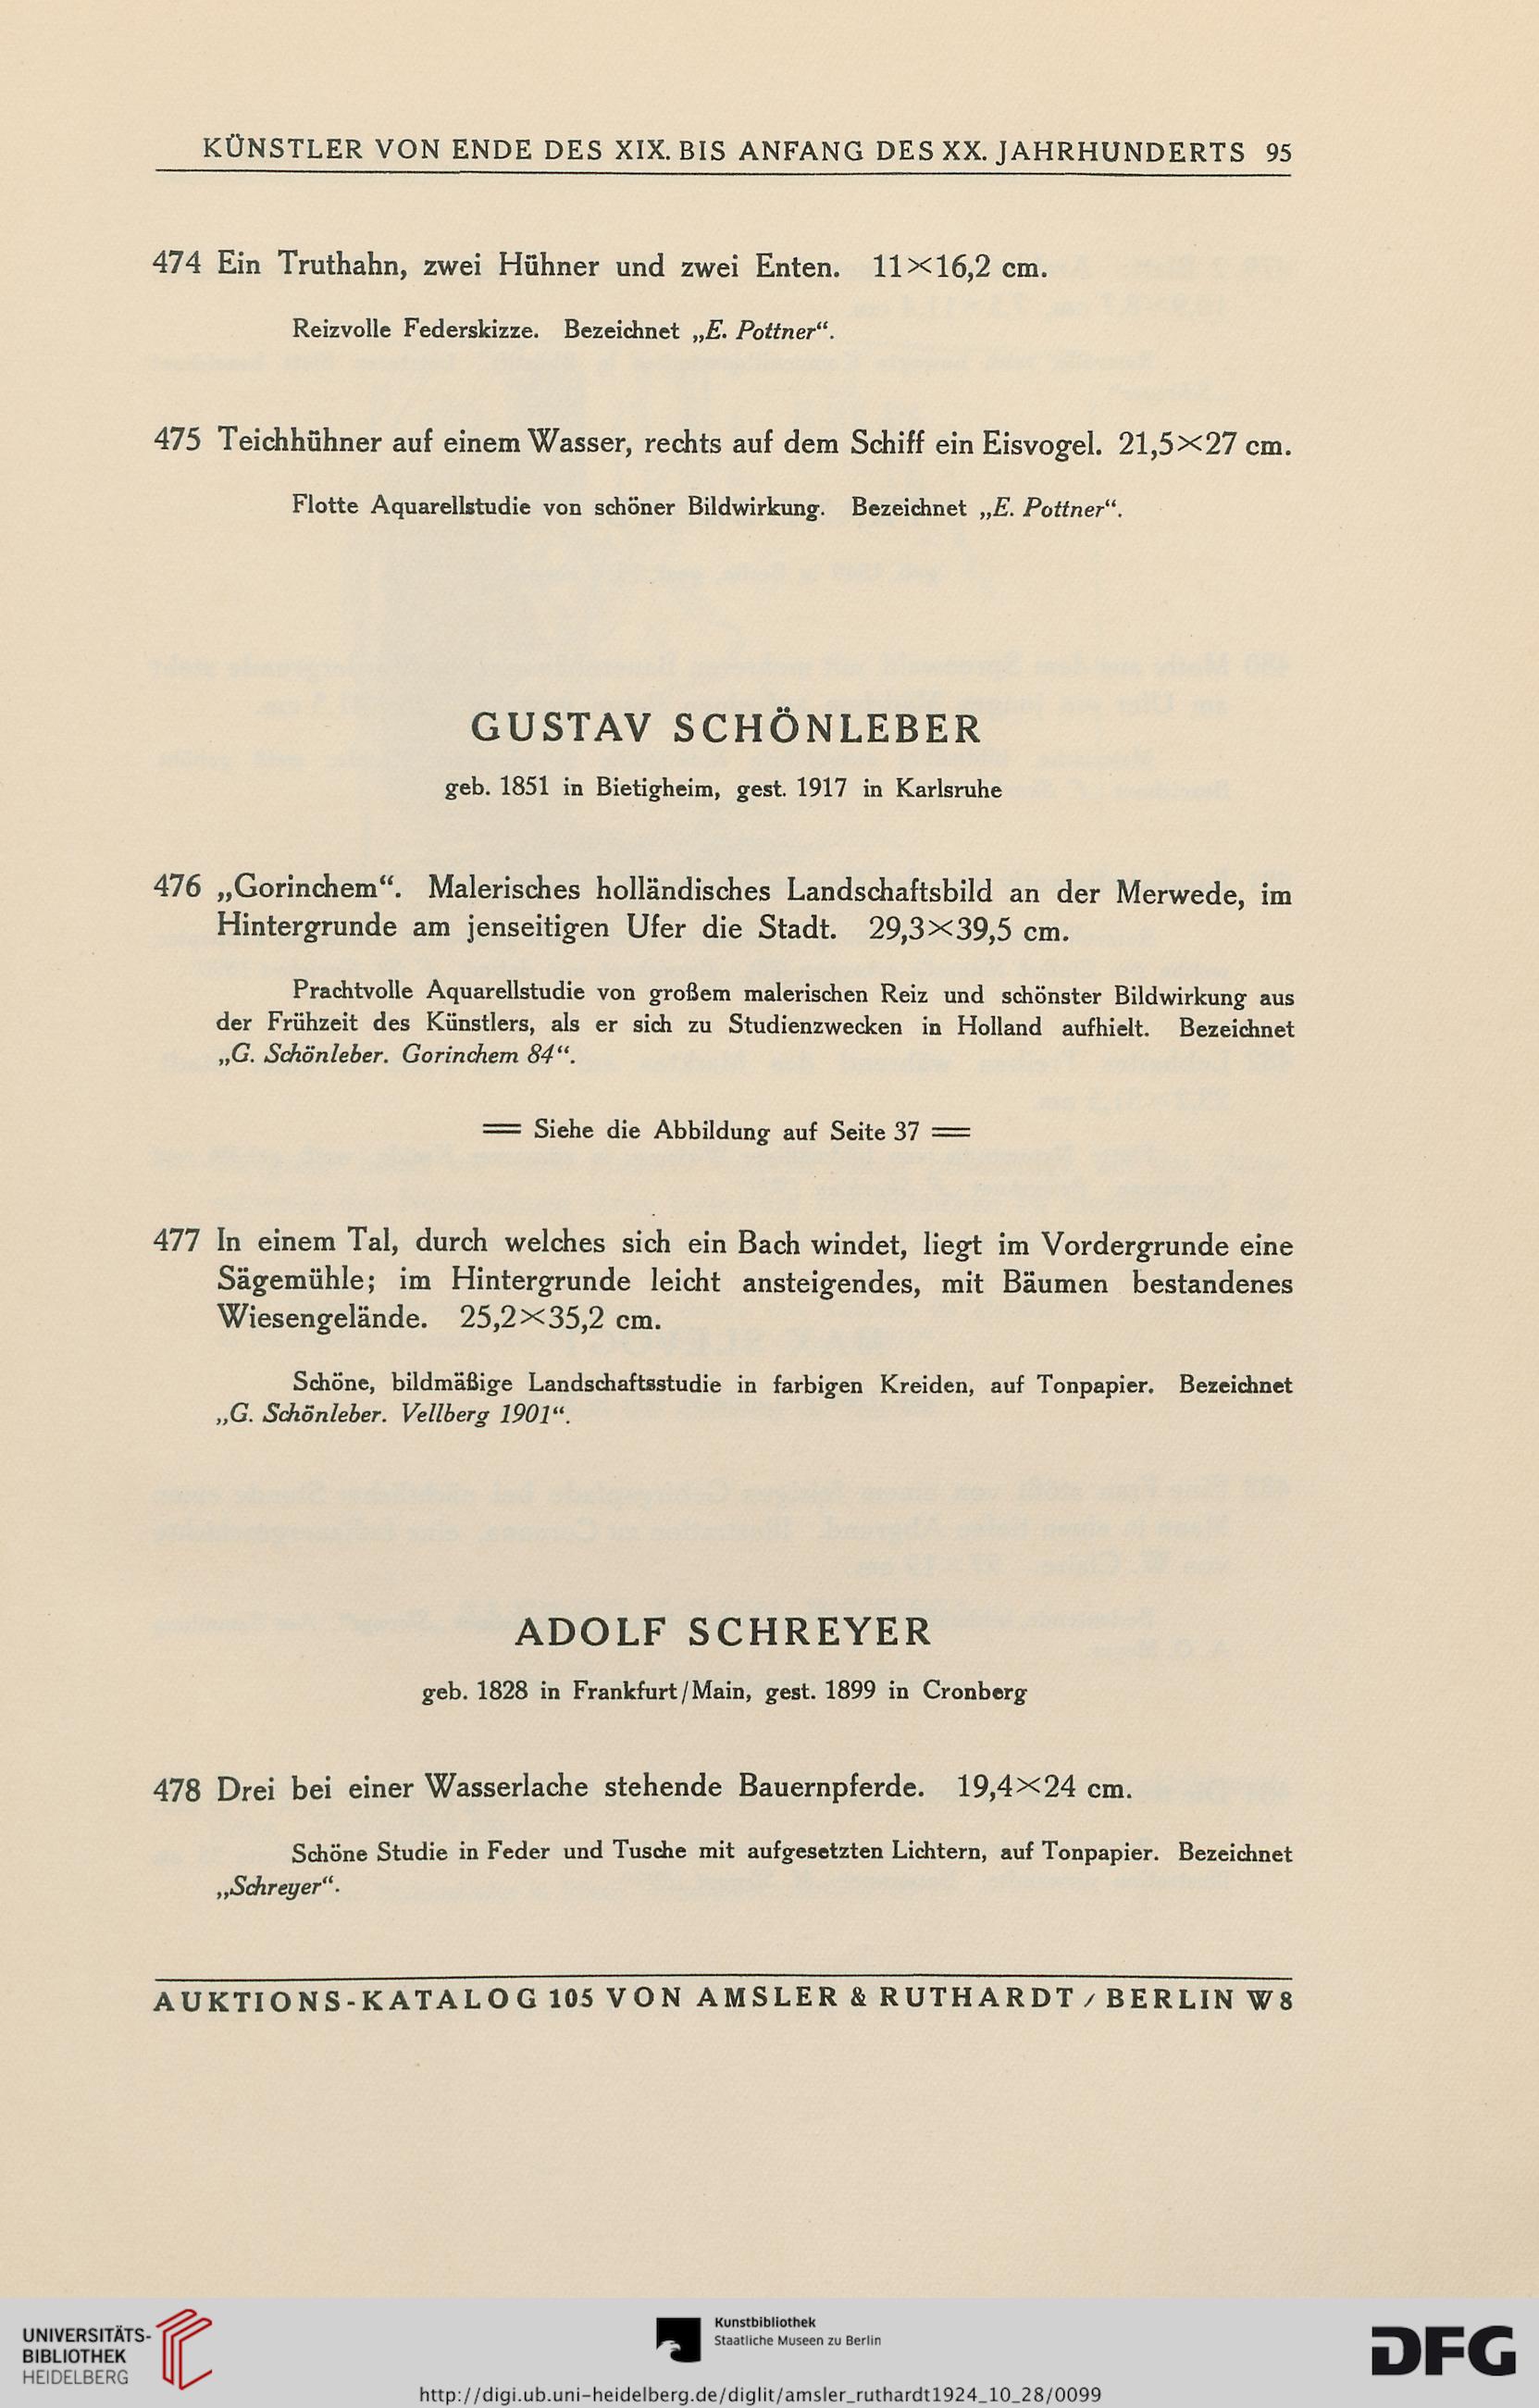 KÜNSTLER VON ENDE DES XIX. BIS ANFANG DES XX. JAHRHUNDERTS 95
474 Ein Truthahn, zwei Hühner und zwei Enten. 11×16,2 cm.
Reizvolle Federskizze. Bezeichnet „E. Pottner“.
475 Teichhühner auf einem Wasser, rechts auf dem Schiff ein Eisvogel. 21,5×27 cm.
Flotte Aquarellstudie von schöner Bildwirkung. Bezeichnet „E. Pottner“.
GUSTAV SCHÖNLEBER
geb. 1851 in Bietigheim, gest. 1917 in Karlsruhe
476 „Gorinchem“. Malerisches holländisches Landschaftsbild an der Merwede, im
Hintergrunde am jenseitigen Ufer die Stadt. 29,3×39,5 cm.
Prachtvolle Aquarellstudie von großem malerischen Reiz und schönster Bildwirkung aus
der Frühzeit des Künstlers, als er sich zu Studienzwecken in Holland aufhielt. Bezeichnet
„G. Schönleber. Gorinchem 84“.
== Siehe die Abbildung auf Seite 37 ==
477 In einem Tal, durch welches sich ein Bach windet, liegt im Vordergrunde eine
Sägemühle; im Hintergrunde leicht ansteigendes, mit Bäumen bestandenes
Wiesengelände. 25,2×35,2 cm.
Schöne, bildmäßige Landschaftsstudie in farbigen Kreiden, auf Tonpapier. Bezeichnet
„G. Schönleber. Vellberg 1901“.
ADOLF SCHREYER
geb. 1828 in Frankfurt/Main, gest. 1899 in Cronberg
478 Drei bei einer Wasserlache stehende Bauernpferde. 19,4×24 cm.
Schöne Studie in Feder und Tusche mit aufgesetzten Lichtern, auf Tonpapier. Bezeichnet
„Schreyer“.
AUKTIONS-KATALOG 105 VON AMSLER & RUTHARDT / BERLIN W 8
UNIVERSITÄTS-
BIBLIOTHEK
HEIDELBERG
Kunstbibliothek
Staatliche Museen zu Berlin
DFG
http://digi.ub.uni-heidelberg.de/diglit/amsler_ruthardt1924_10_28/0099